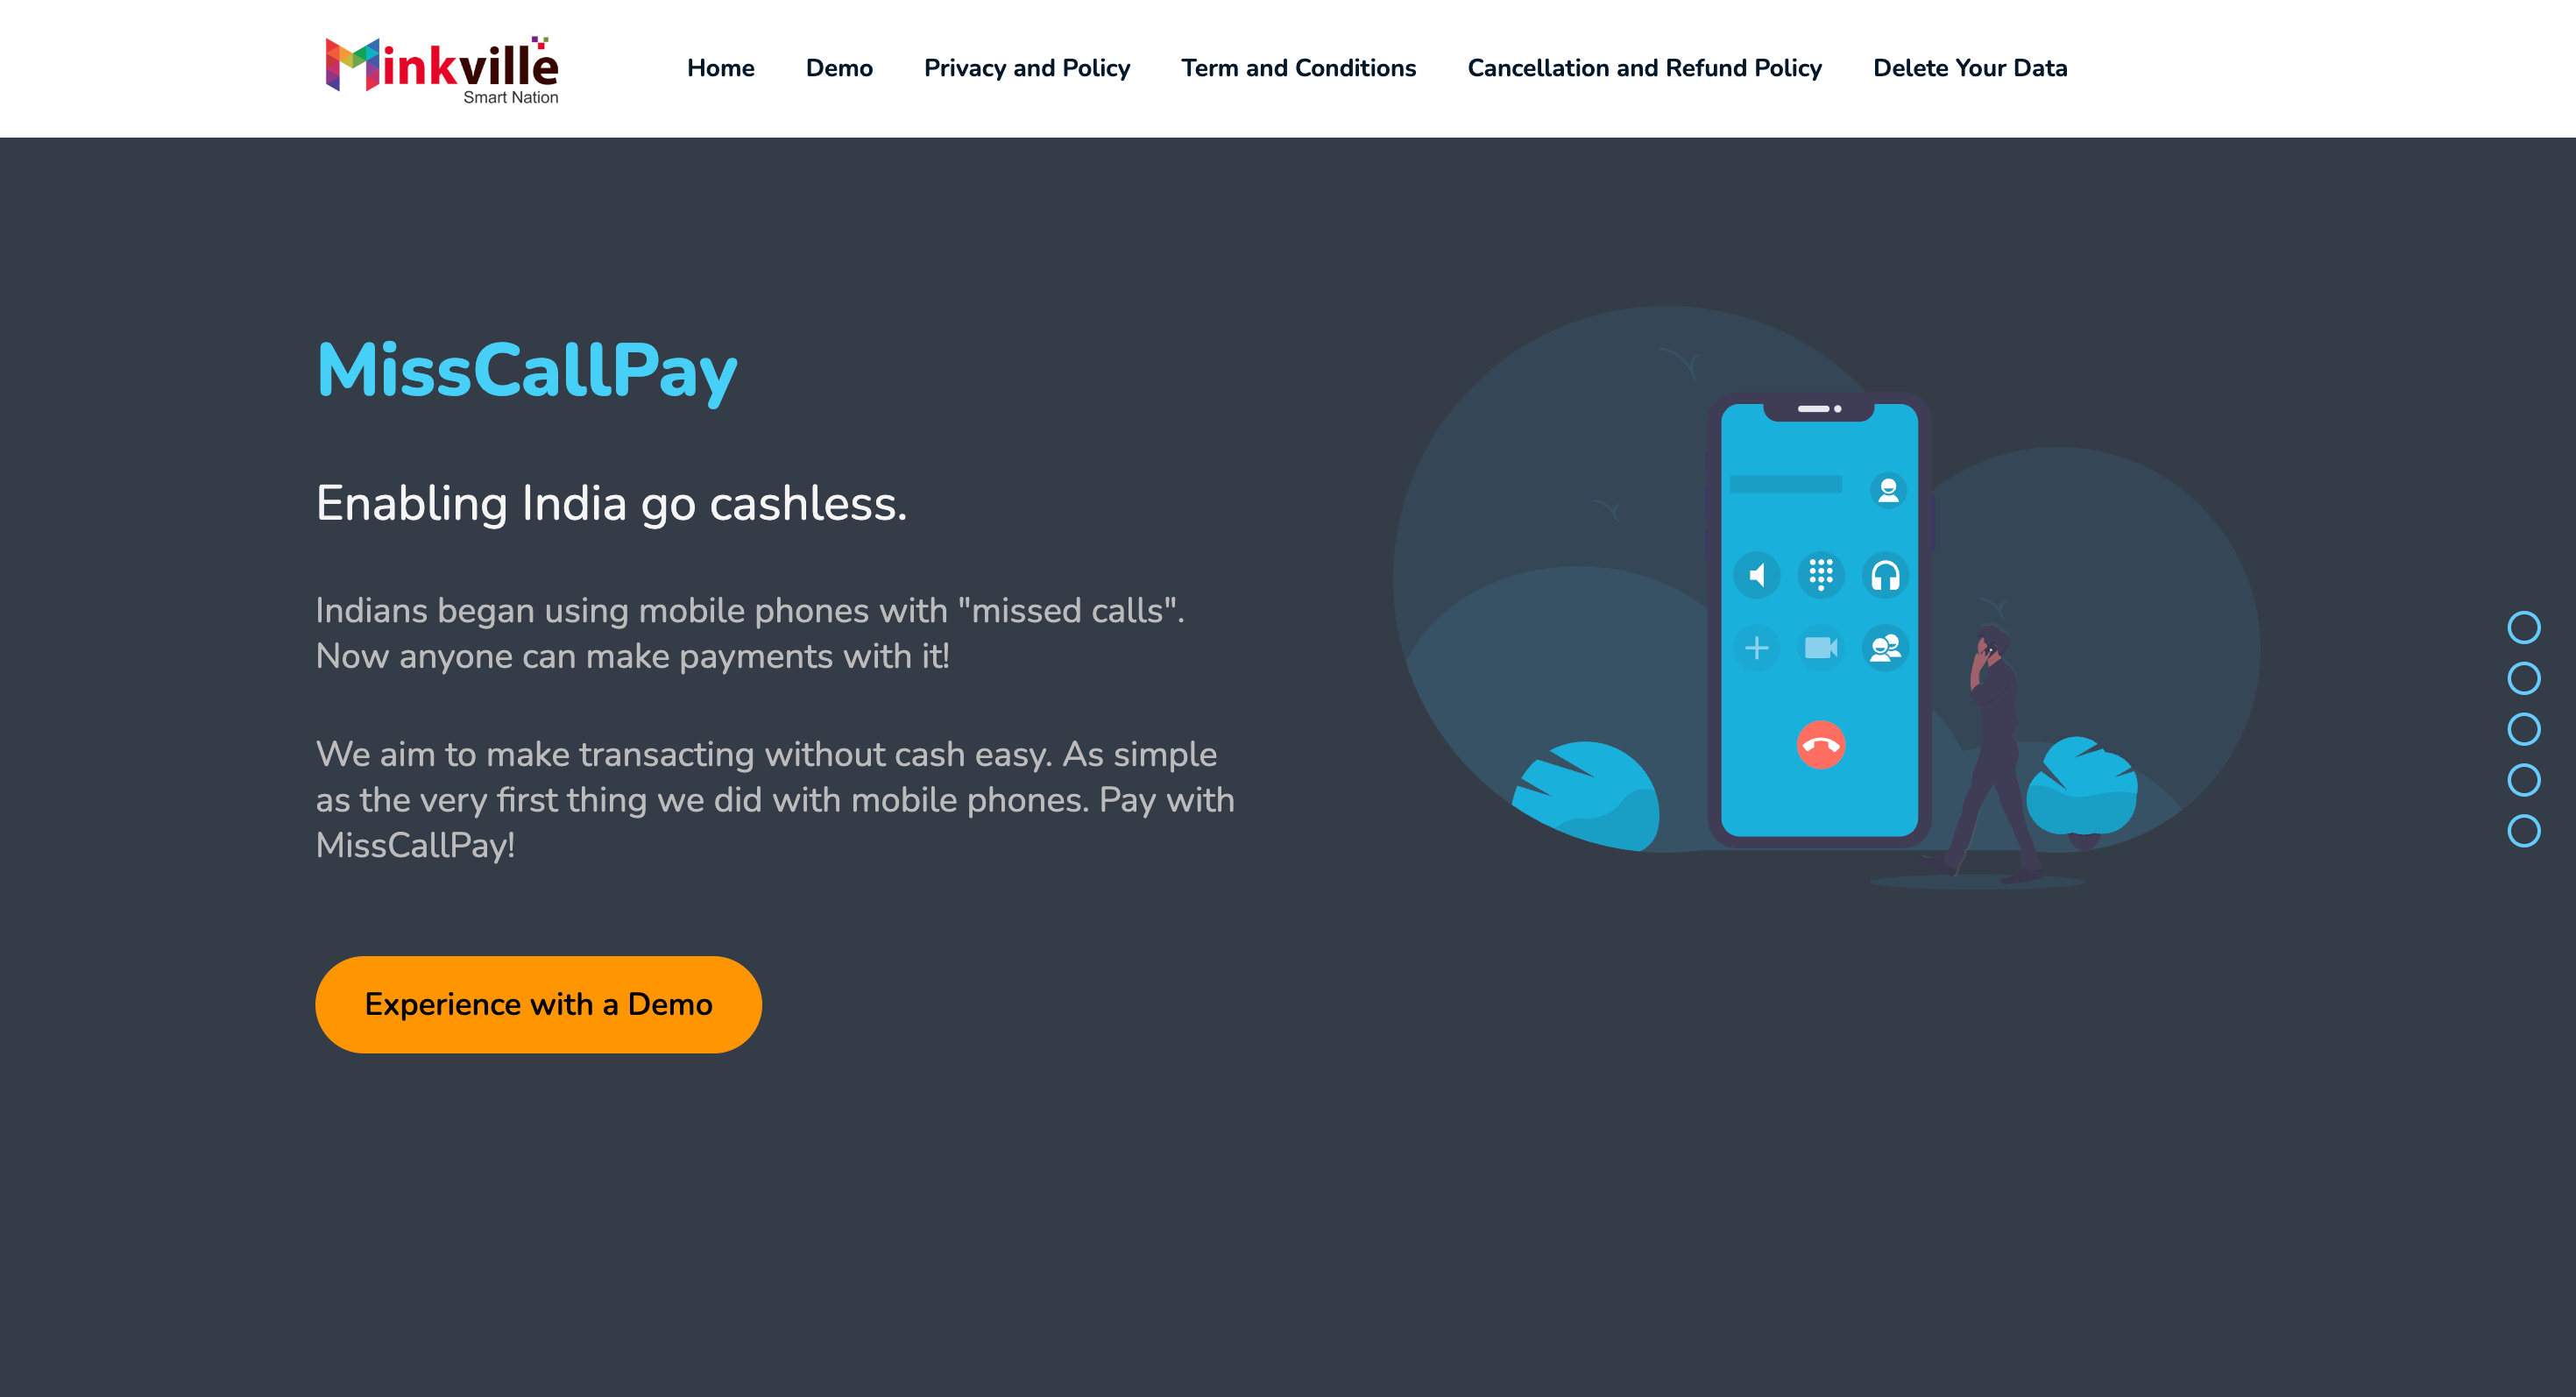 Minkville
Smart Nation
Home
Demo
Privacy and Policy
Term and Conditions
Cancellation and Refund Policy
Delete Your Data
MissCallPay
Enabling India go cashless.
Indians began using mobile phones with "missed calls".
Now anyone can make payments with it!
We aim to make transacting without cash easy. As simple
as the very first thing we did with mobile phones. Pay with
MissCallPay!
Experience with a Demo